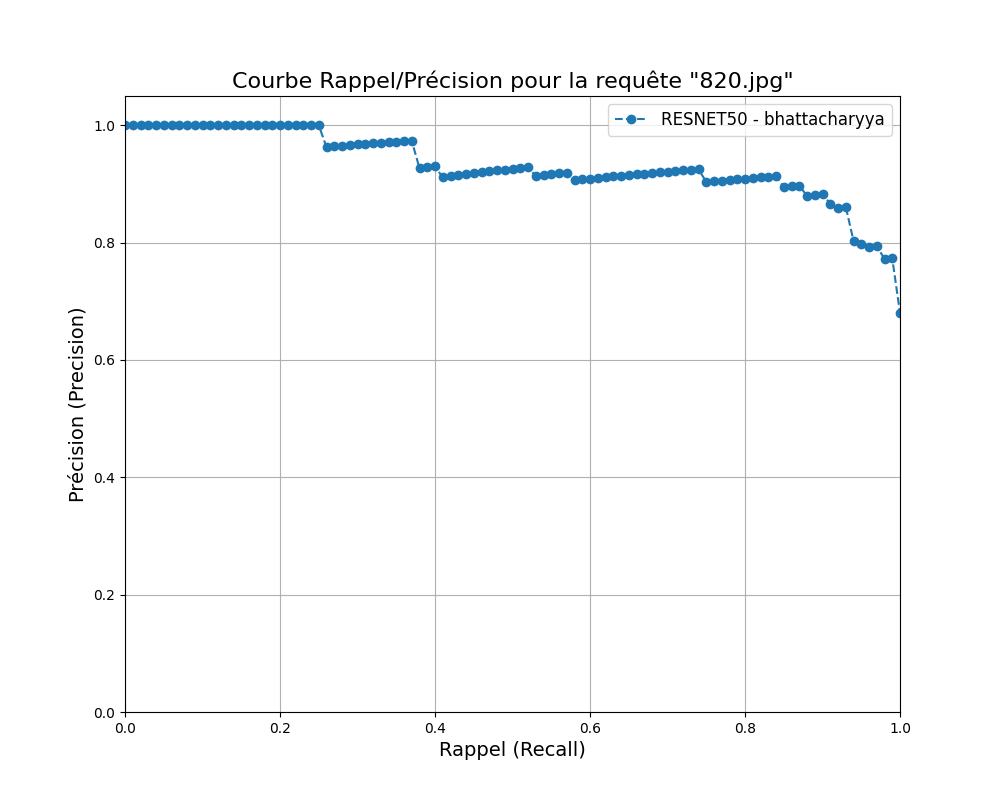 Courbe Rappel/Précision pour la requête "820.jpg"
RESNET50 - bhattacharyya
1.0
0.8
0.6
0.4
0.2
0.0
Précision (Precision)
0.0 0.2 0.4 0.6 0.8 1.0
Rappel (Recall)